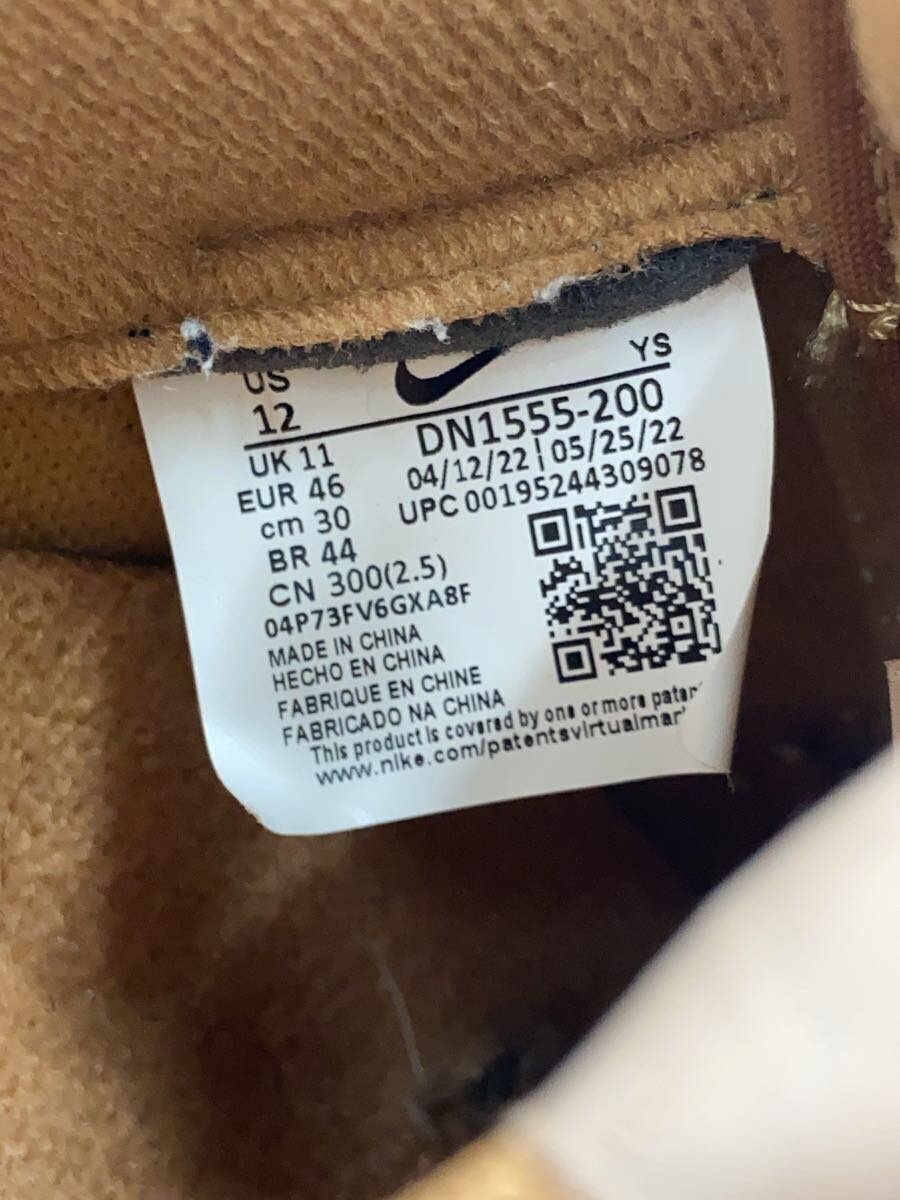 US YS
12 DN1555-200
UK 11 04/12/22 | 05/25/22
EUR 46 UPC 00195244309078
cm 30
BR 44
CN 300(2.5)
04P73FV6GXA8F
MADE IN CHINA
HECHO EN CHINA
FABRIQUE EN CHINE
FABRICADO NA CHINA
This product is covered by one or more
www.nike.com/patentsvirtualmar